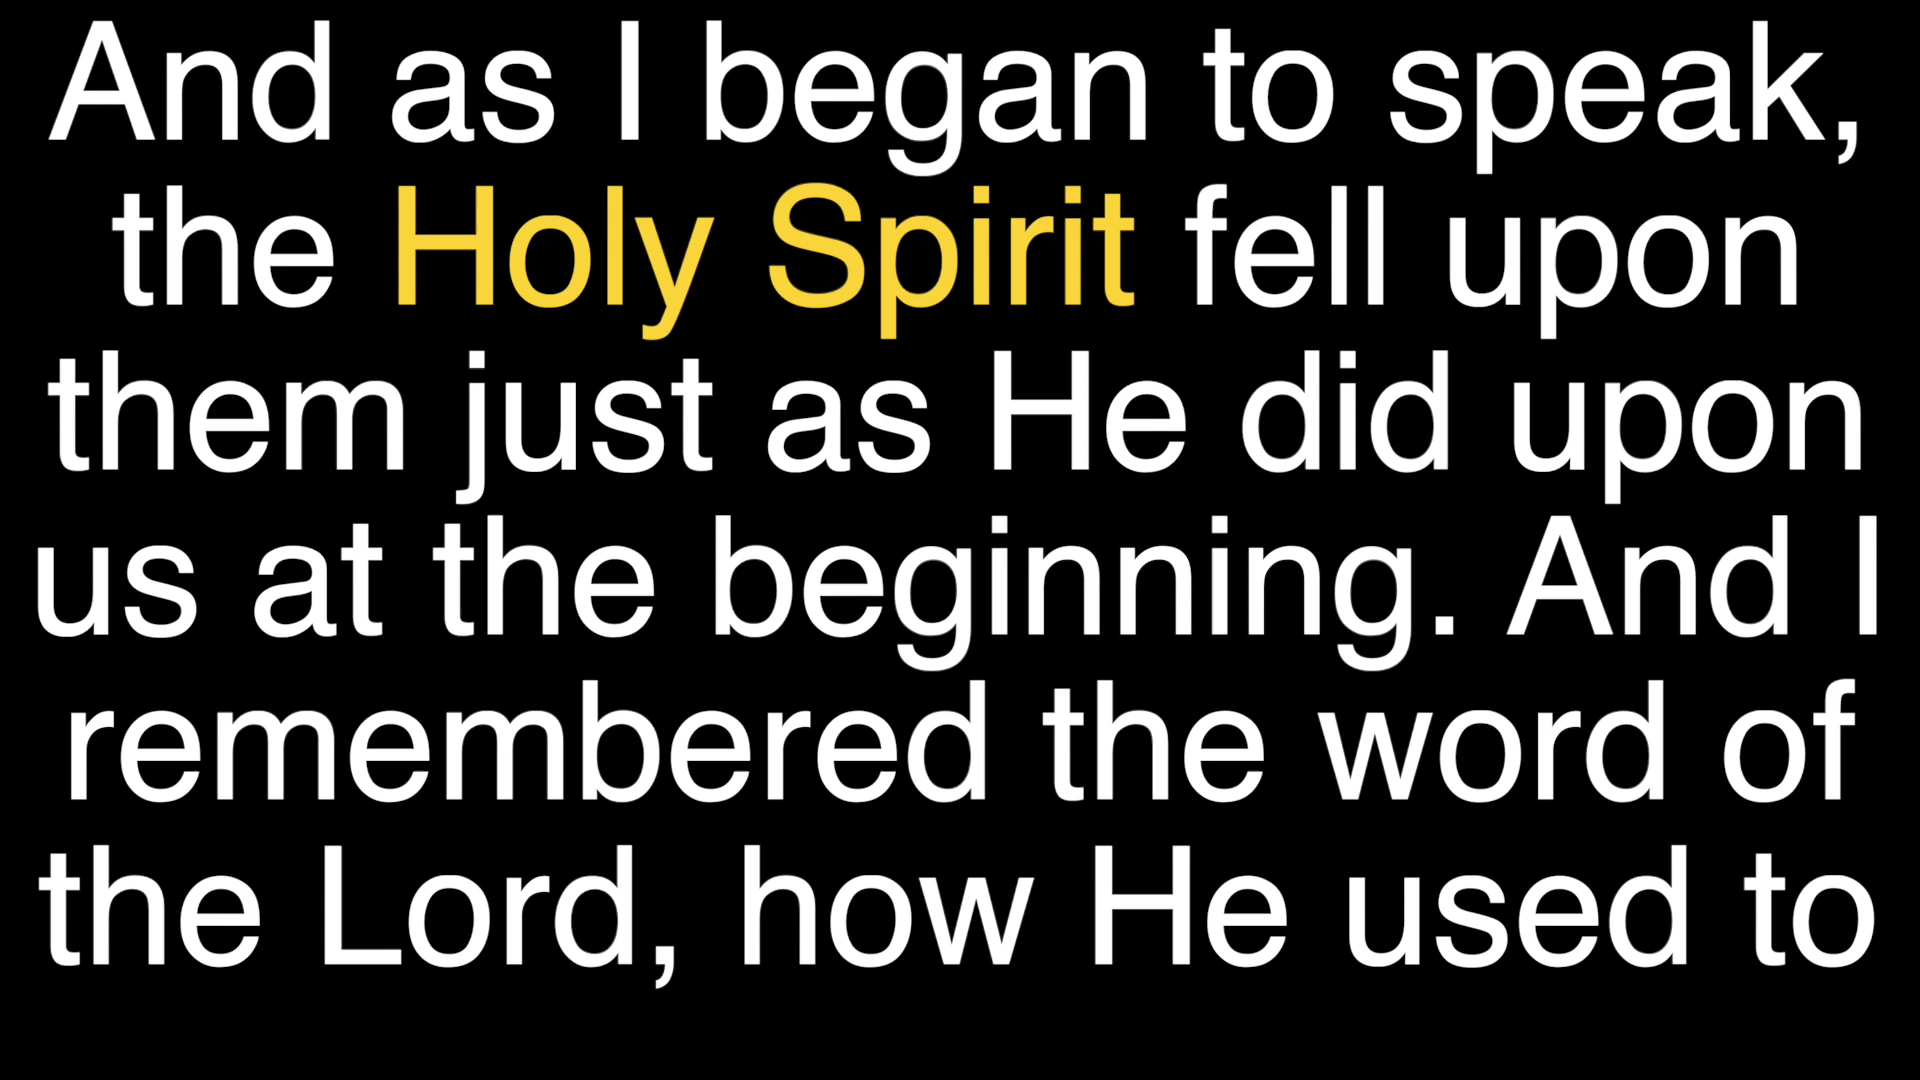 And as I began to speak,
the Holy Spirit fell upon
them just as He did upon
us at the beginning. And I
remembered the word of
the Lord, how He used to